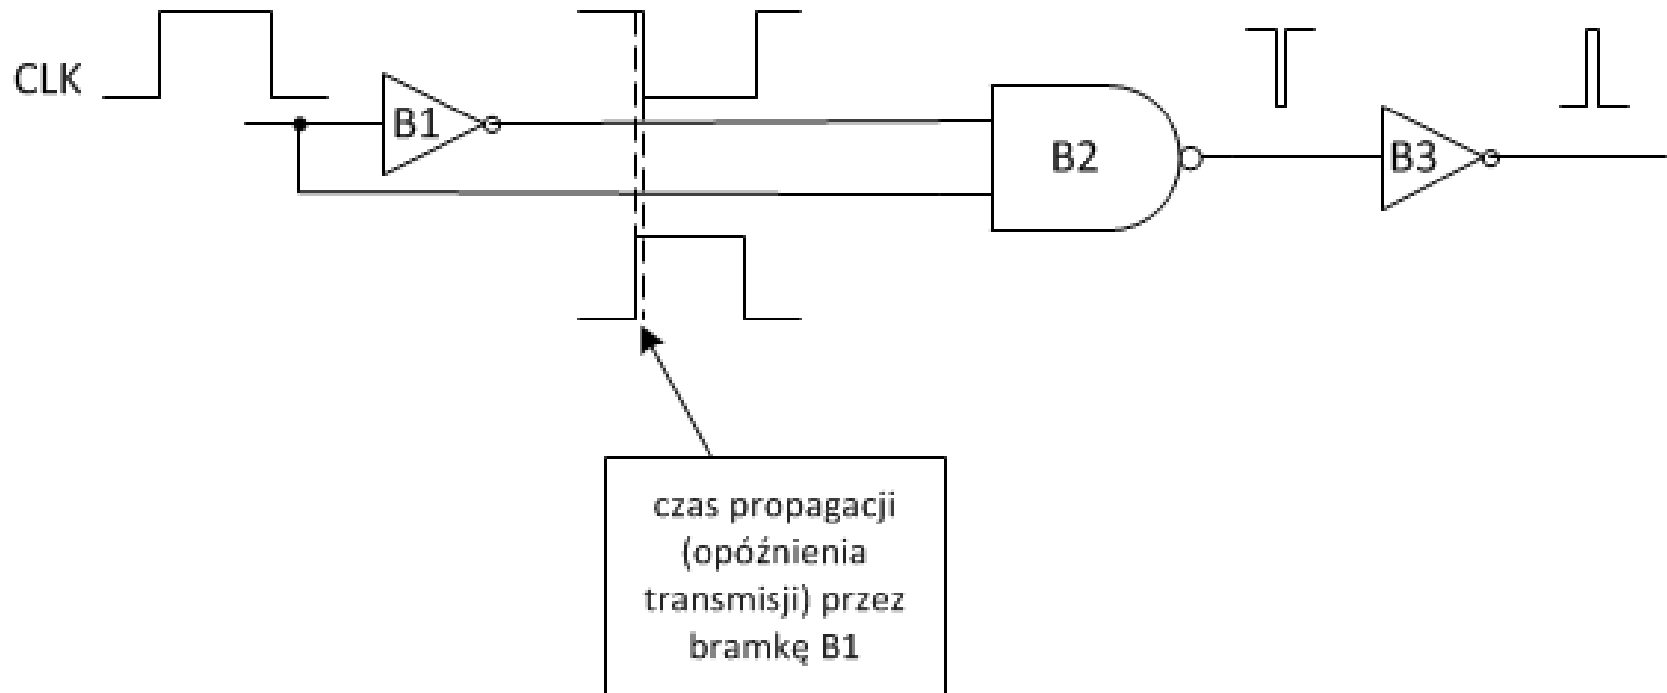 CLK
B1
B2
B3
czas propagacji
(opóźnienia
transmisji) przez
bramkę B1